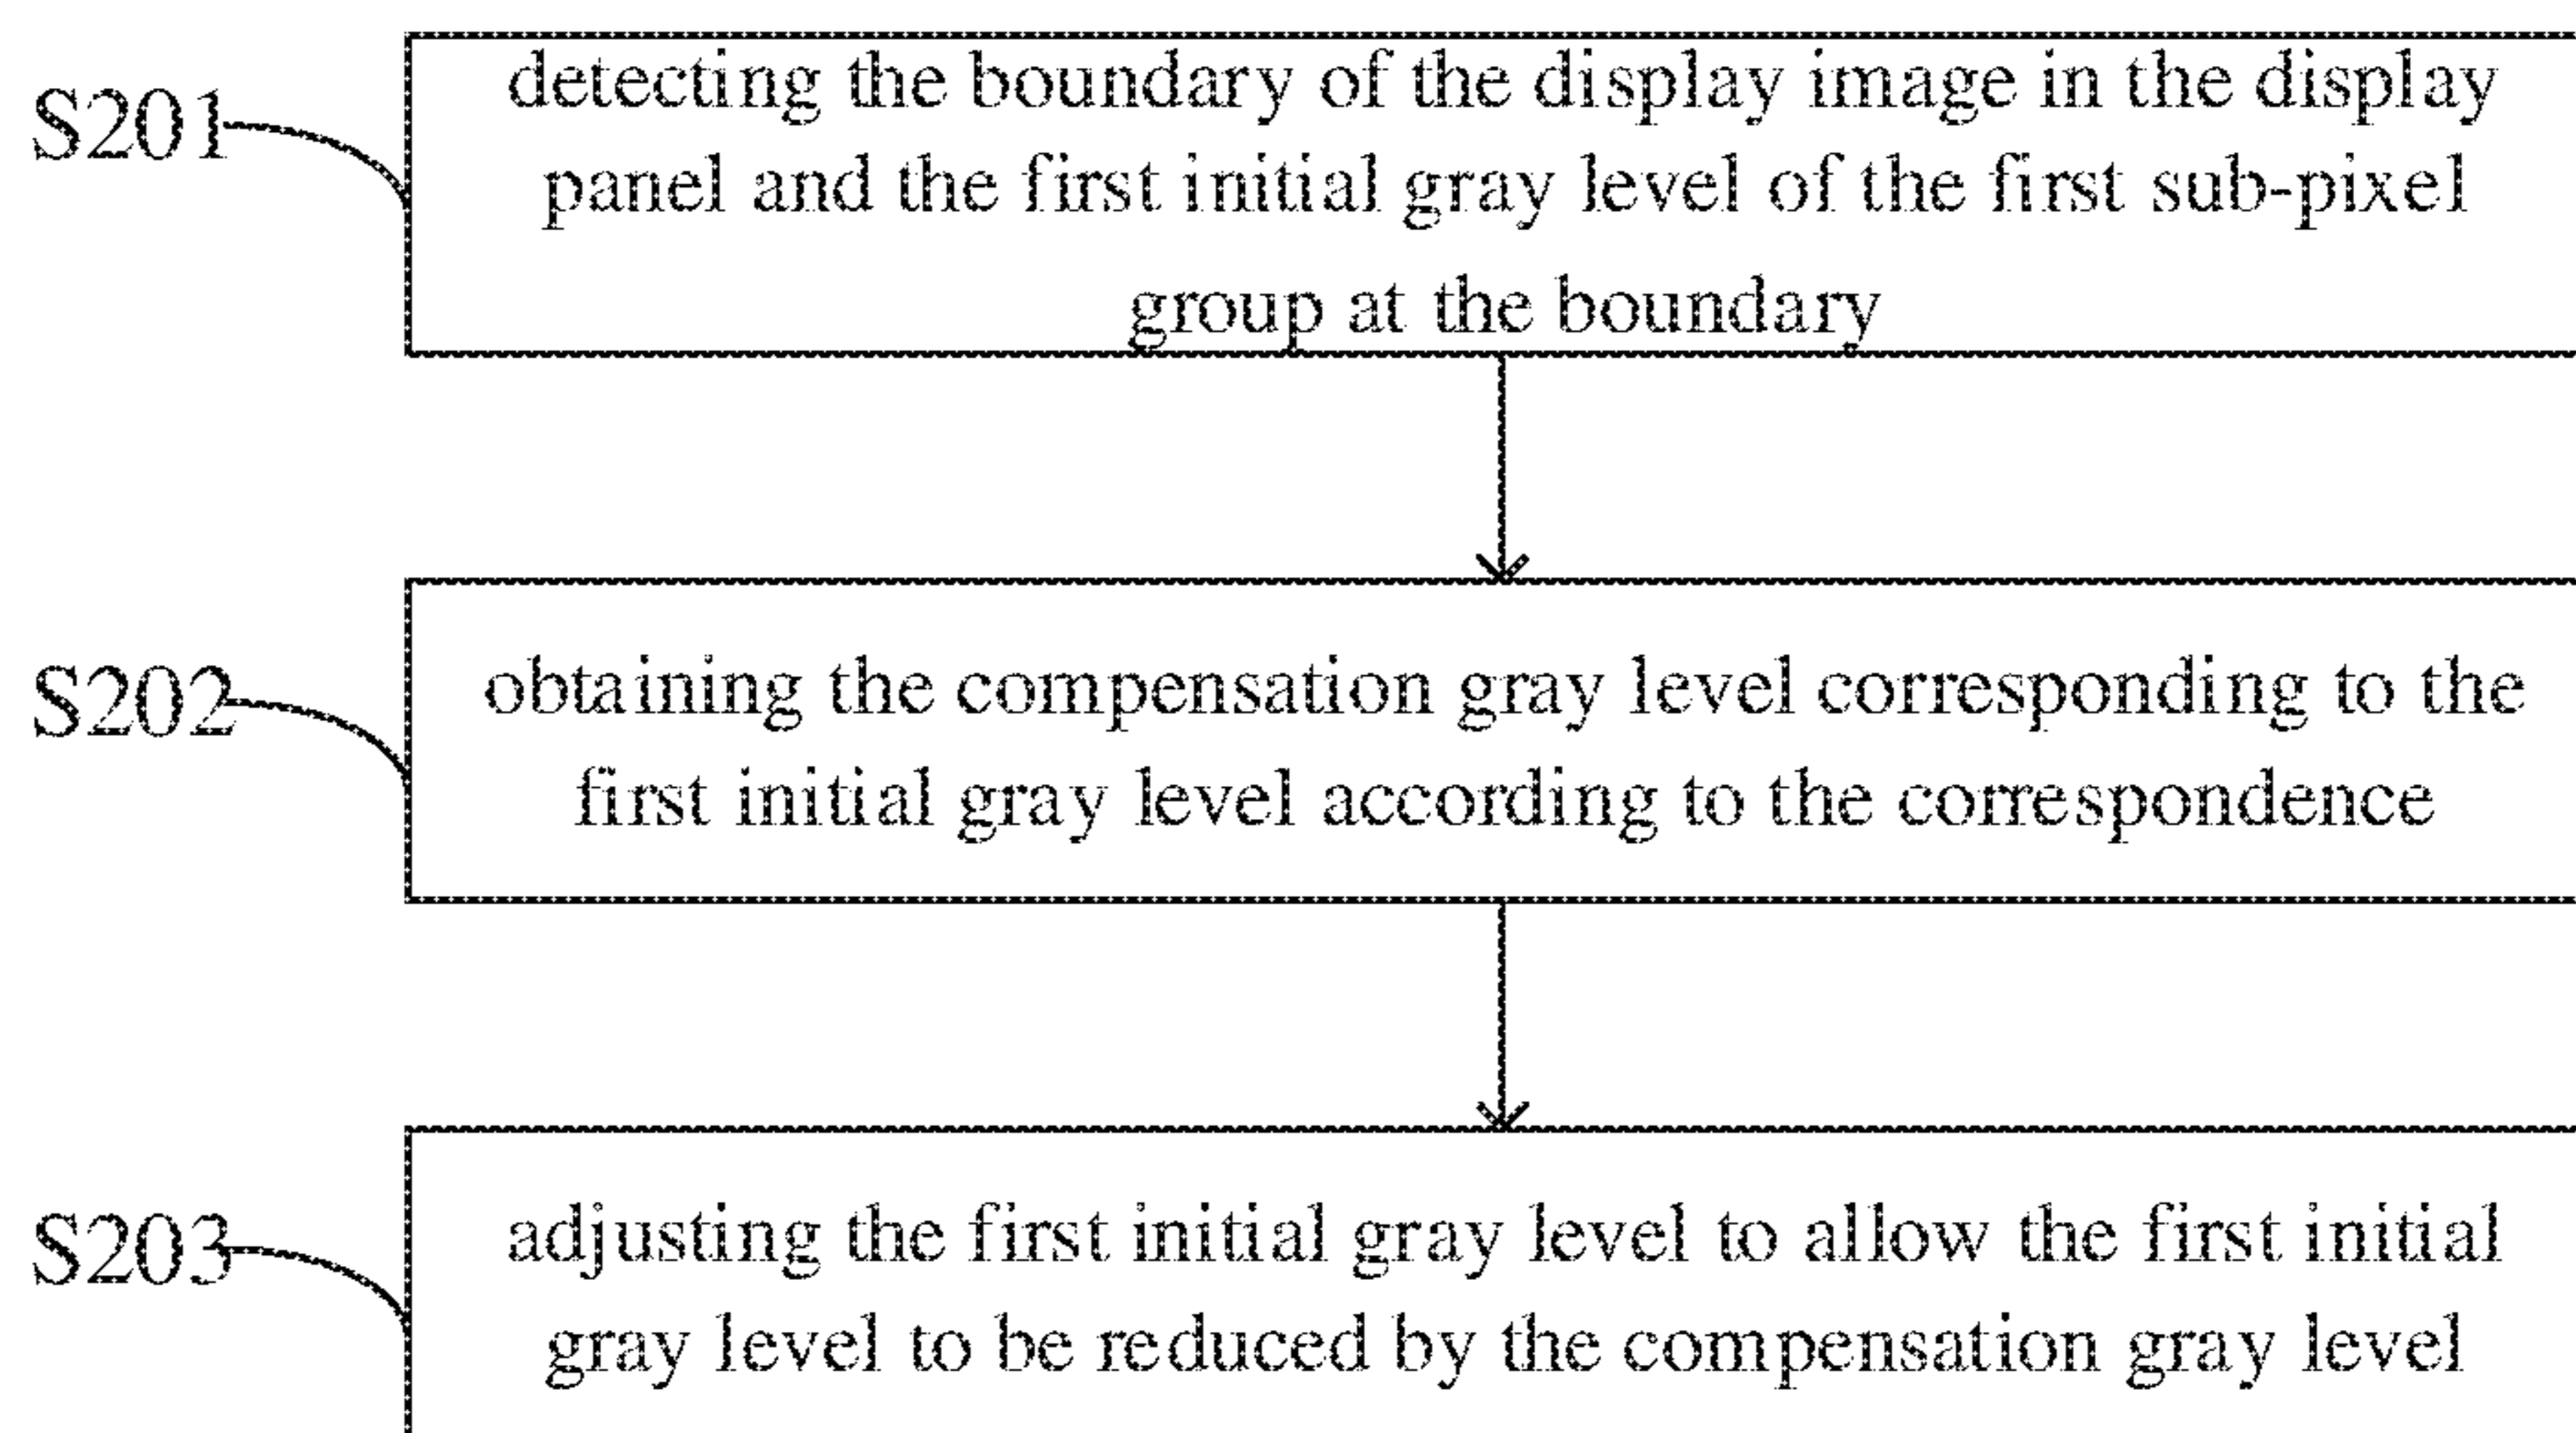 S201
detecting the boundary of the display image in the display
panel and the first initial gray level of the first sub-pixel
group at the boundary
S202
obtaining the compensation gray level corresponding to the
first initial gray level according to the correspondence
S203
adjusting the first initial gray level to allow the first initial
gray level to be reduced by the compensation gray level